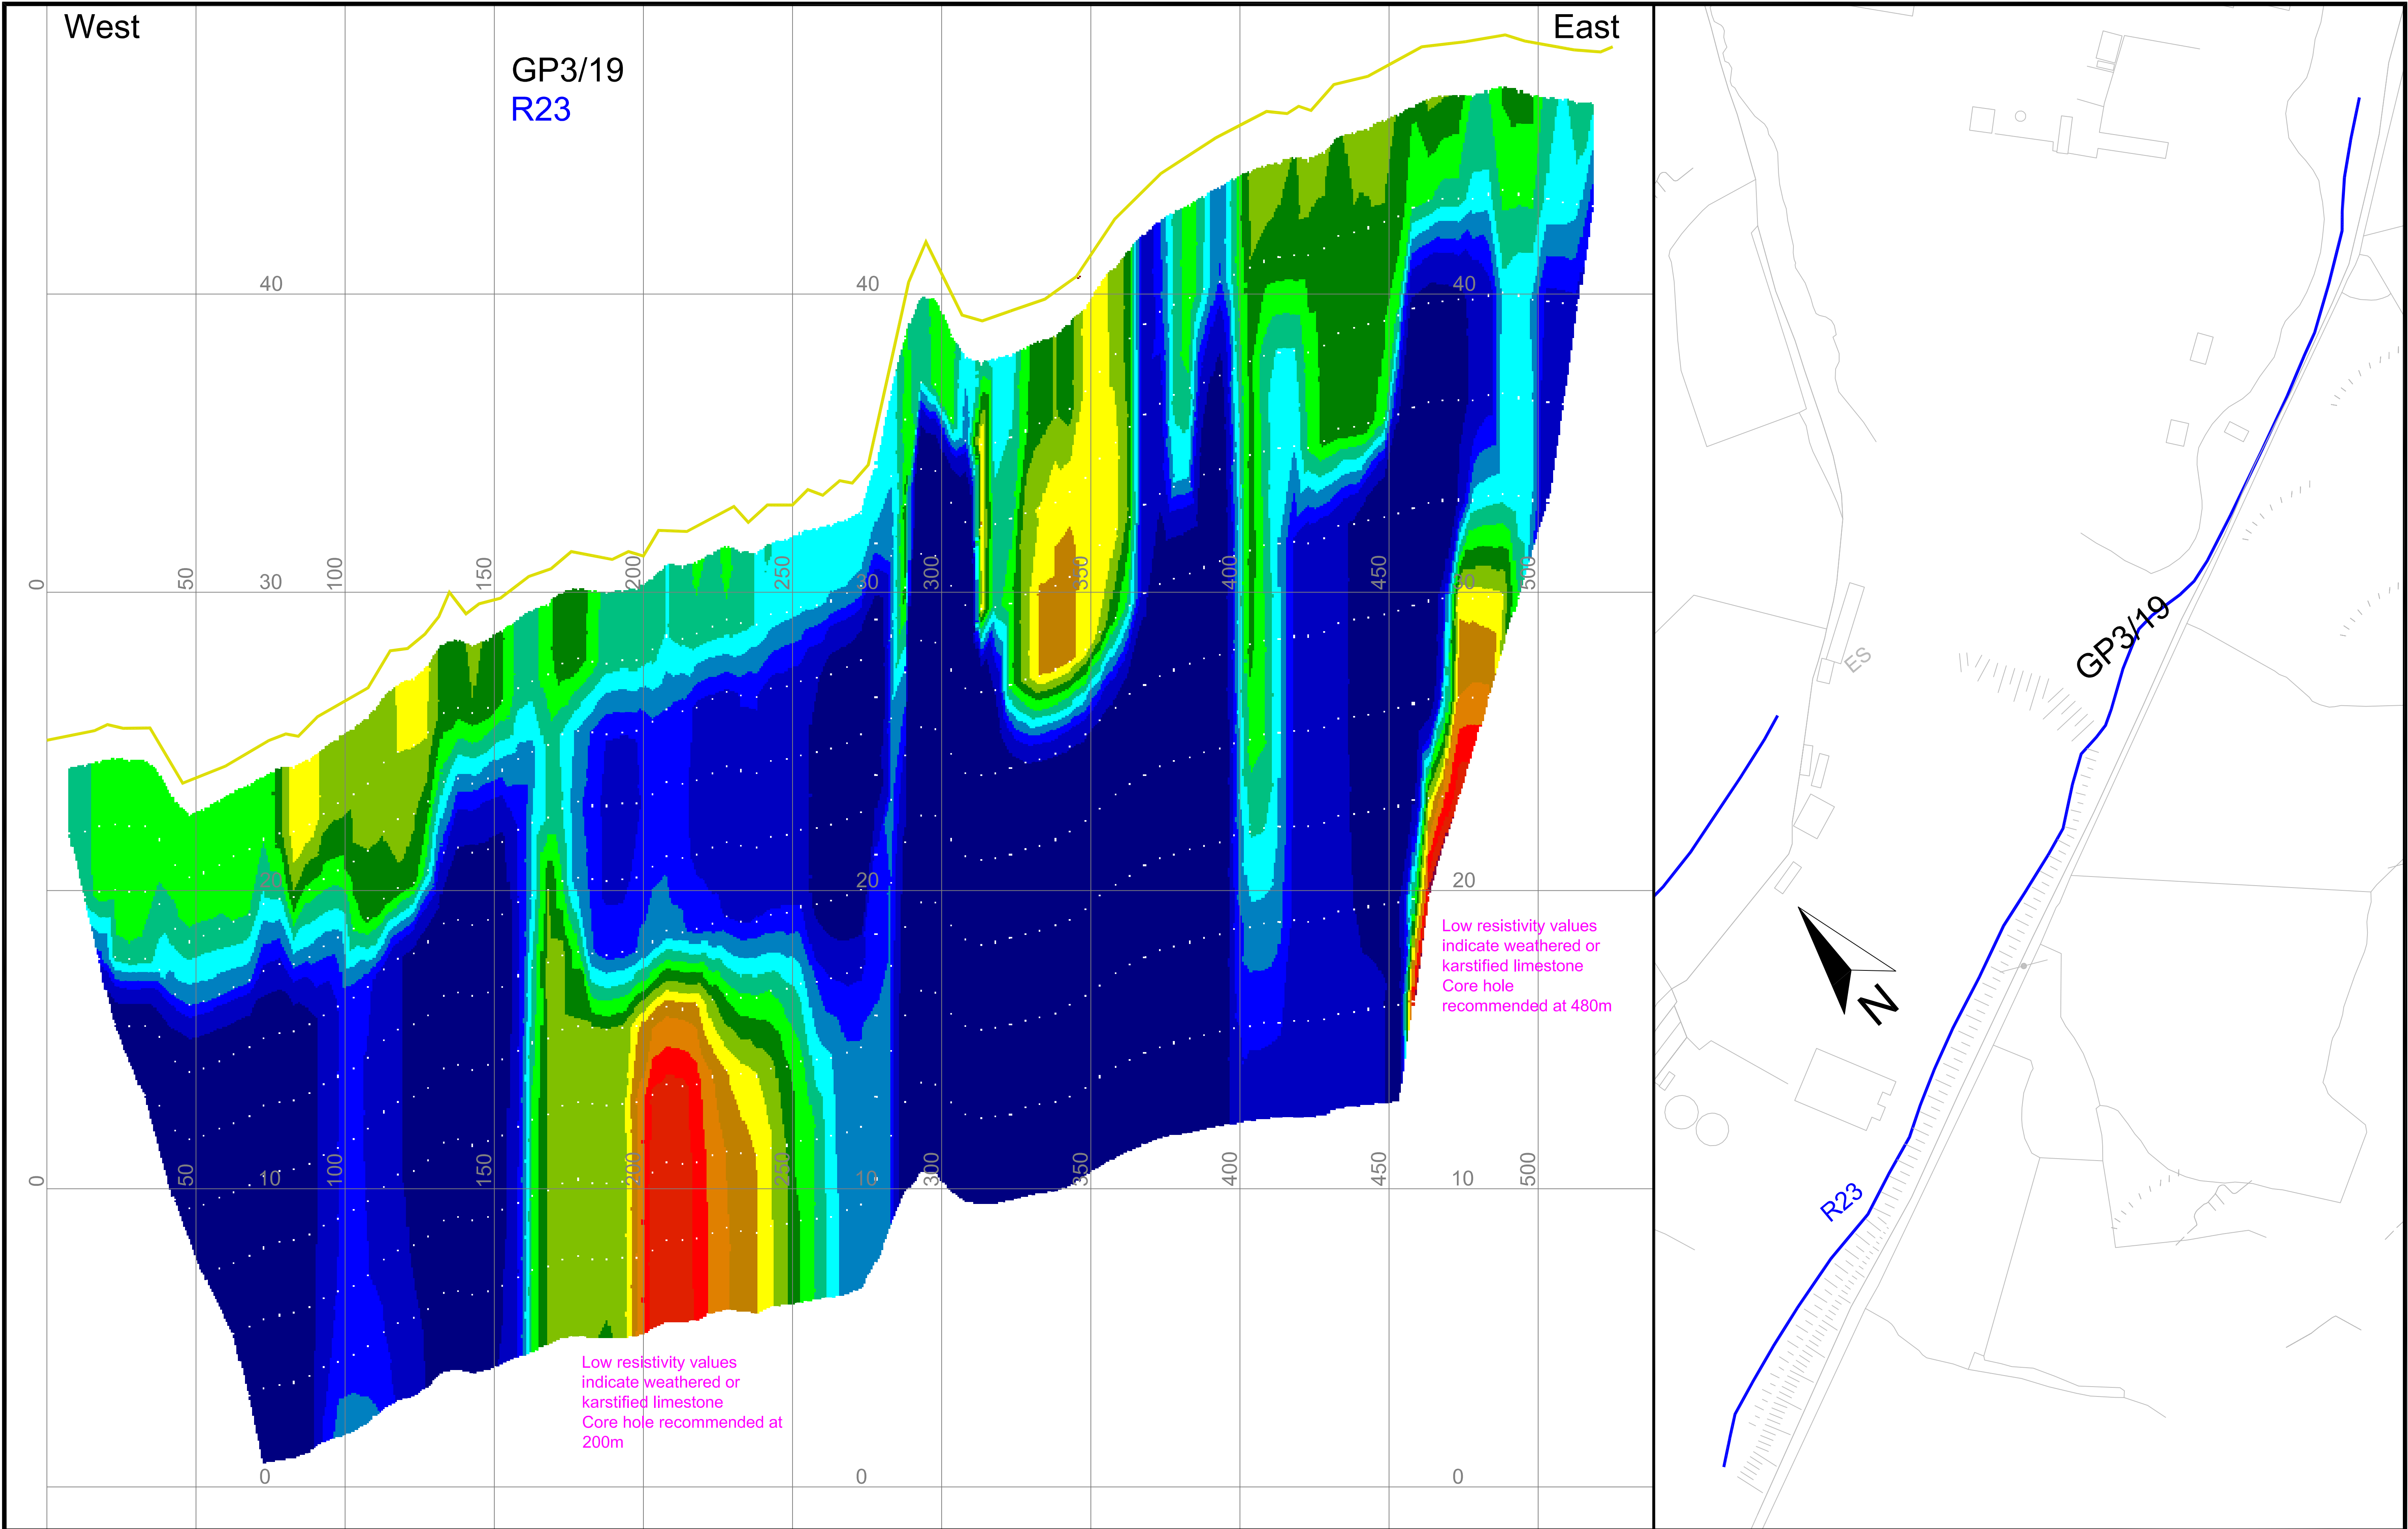 West
East
GP3/19
R23
40
40
40
0
50
30
100
150
200
250
30
300
350
400
450
30
500
20
20
20
Low resistivity values
indicate weathered or
karstified limestone
Core hole
recommended at 480m
0
50
10
100
150
200
250
10
300
350
400
450
10
500
Low resistivity values
indicate weathered or
karstified limestone
Core hole recommended at
200m
0
0
0
GP3/19
ES
N
R23